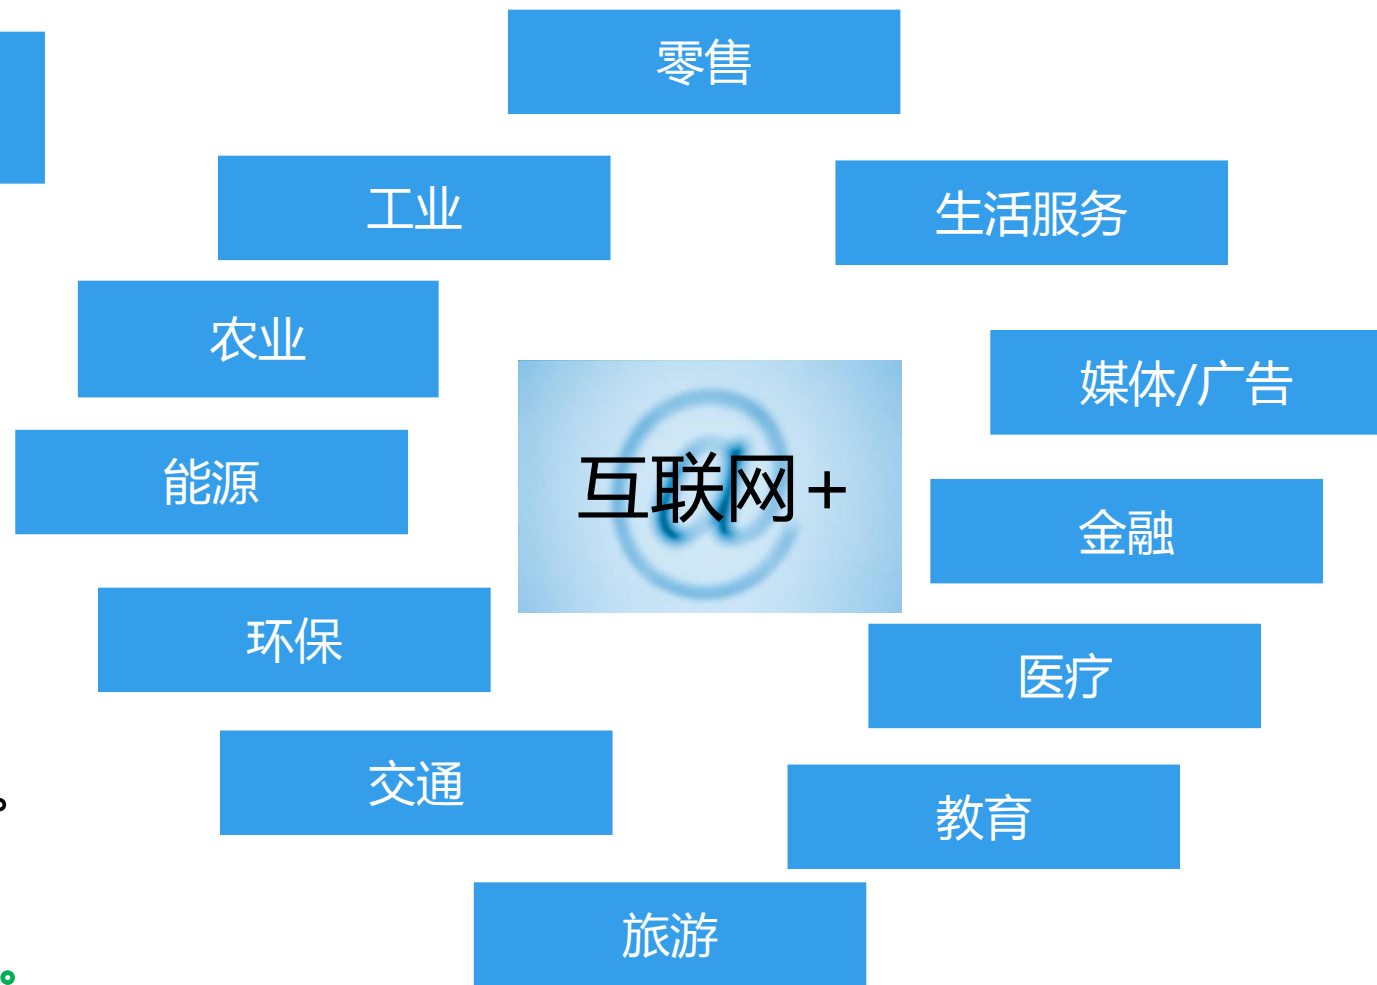 零售
工业
生活服务
农业
媒体/广告
能源
互联网+
金融
环保
医疗
交通
教育
旅游
。
。